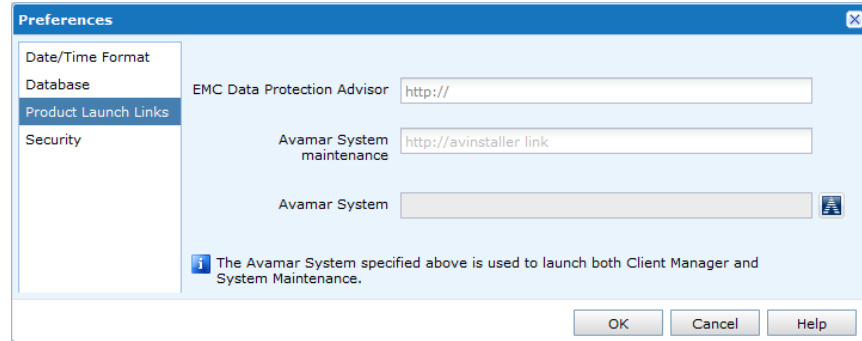 Preferences
Date/Time Format
Database
Product Launch Links
Security
EMC Data Protection Advisor
http://
Avamar System
maintenance
http://avinstaller link
Avamar System
The Avamar System specified above is used to launch both Client Manager and
System Maintenance.
OK
Cancel
Help